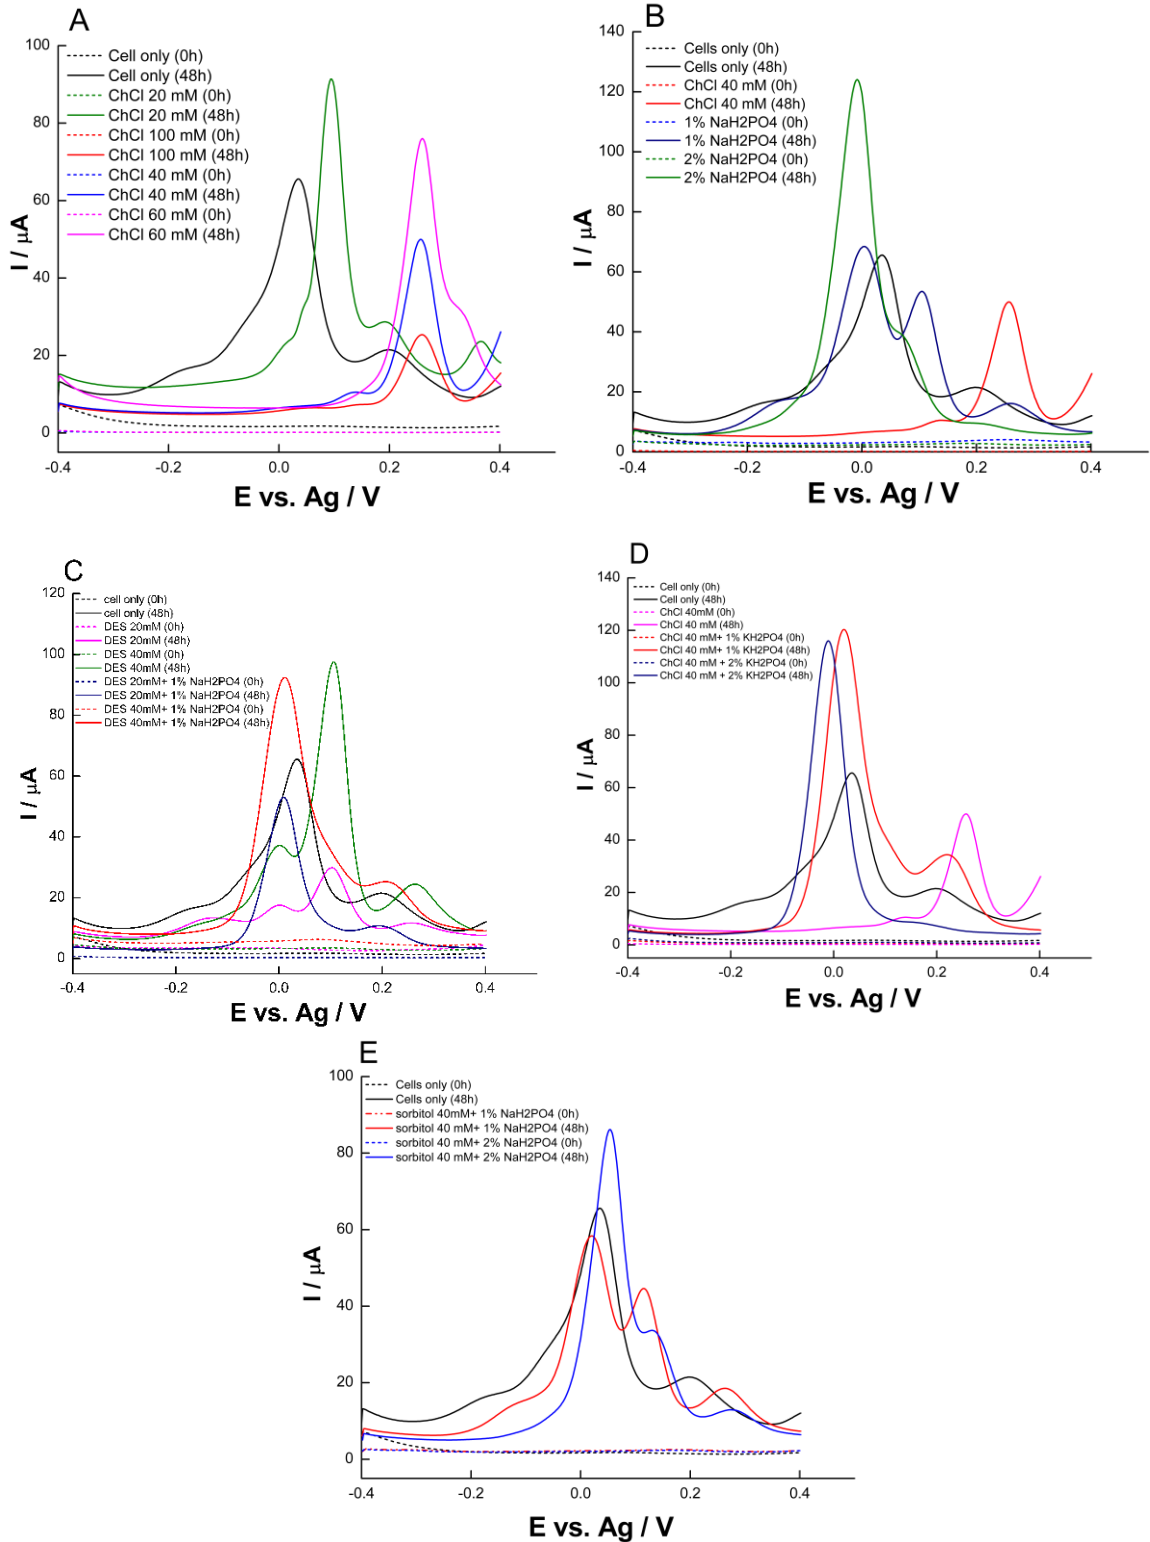 A
100
80
60
40
20
0
-0.4
-0.2
0.0
0.2
0.4
I / μA
E vs. Ag / V
Cell only (0h)
Cell only (48h)
ChCl 20 mM (0h)
ChCl 20 mM (48h)
ChCl 100 mM (0h)
ChCl 100 mM (48h)
ChCl 40 mM (0h)
ChCl 40 mM (48h)
ChCl 60 mM (0h)
ChCl 60 mM (48h)
B
140
120
100
80
60
40
20
0
-0.4
-0.2
0.0
0.2
0.4
I / μA
E vs. Ag / V
Cells only (0h)
Cells only (48h)
ChCl 40 mM (0h)
ChCl 40 mM (48h)
1% NaH2PO4 (0h)
1% NaH2PO4 (48h)
2% NaH2PO4 (0h)
2% NaH2PO4 (48h)
C
120
100
80
60
40
20
0
-0.4
-0.2
0.0
0.2
0.4
I / μA
E vs. Ag / V
cell only (0h)
cell only (48h)
DES 20mM (0h)
DES 20mM (48h)
DES 40mM (0h)
DES 40mM (48h)
DES 20mM+ 1% NaH2PO4 (0h)
DES 20mM+ 1% NaH2PO4 (48h)
DES 40mM+ 1% NaH2PO4 (0h)
DES 40mM+ 1% NaH2PO4 (48h)
D
140
120
100
80
60
40
20
0
-0.4
-0.2
0.0
0.2
0.4
I / μA
E vs. Ag / V
Cell only (0h)
Cell only (48h)
ChCl 40mM (0h)
ChCl 40 mM (48h)
ChCl 40 mM+ 1% KH2PO4 (0h)
ChCl 40 mM+ 1% KH2PO4 (48h)
ChCl 40 mM + 2% KH2PO4 (0h)
ChCl 40 mM + 2% KH2PO4 (48h)
E
100
80
60
40
20
0
-0.4
-0.2
0.0
0.2
0.4
I / μA
E vs. Ag / V
Cells only (0h)
Cells only (48h)
sorbitol 40mM+ 1% NaH2PO4 (0h)
sorbitol 40 mM+ 1% NaH2PO4 (48h)
sorbitol 40 mM+ 2% NaH2PO4 (0h)
sorbitol 40 mM+ 2% NaH2PO4 (48h)